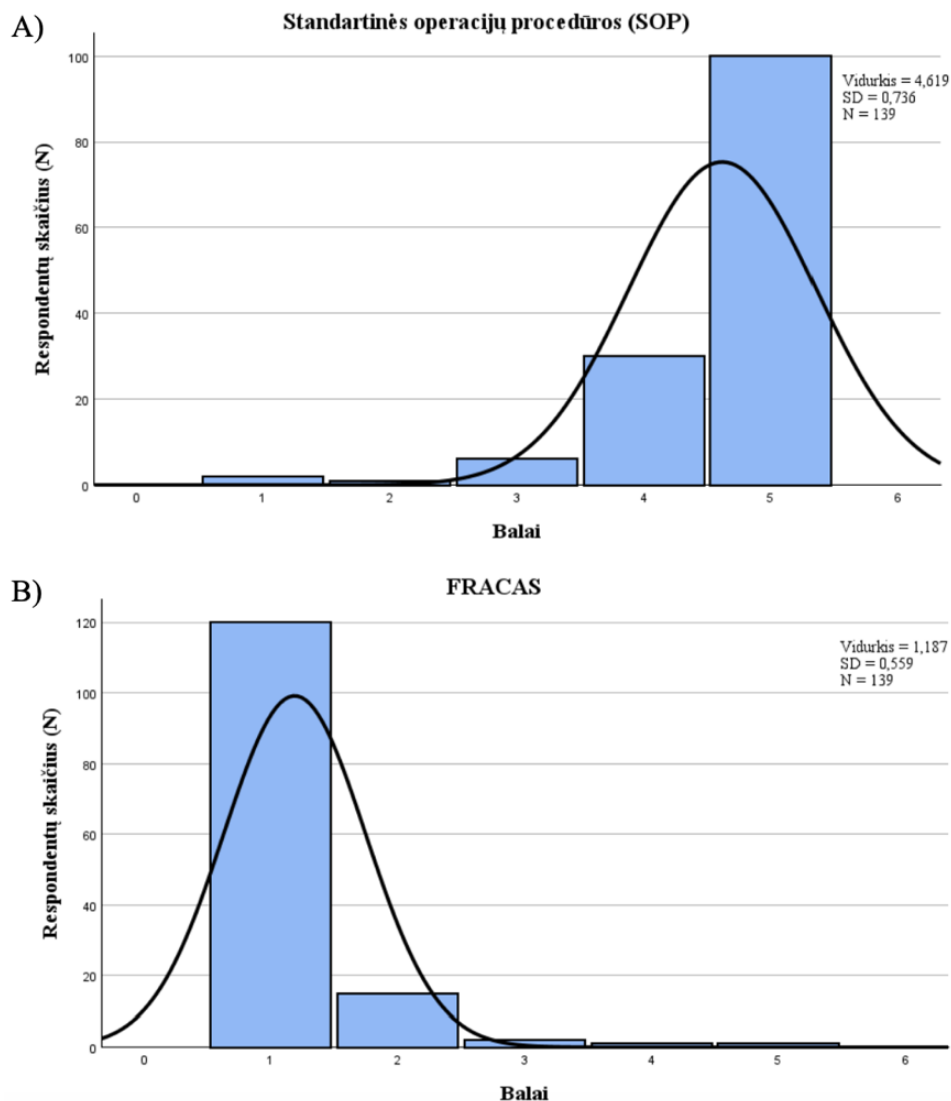 A)
Standartinės operacijų procedūros (SOP)
Respondentų skaičius (N)
100
80
60
40
20
0
Vidurkis = 4,619
SD = 0,736
N = 139
0 1 2 3 4 5 6
Balai
B)
FRACAS
Respondentų skaičius (N)
120
100
80
60
40
20
0
Vidurkis = 1,187
SD = 0,559
N = 139
0 1 2 3 4 5 6
Balai